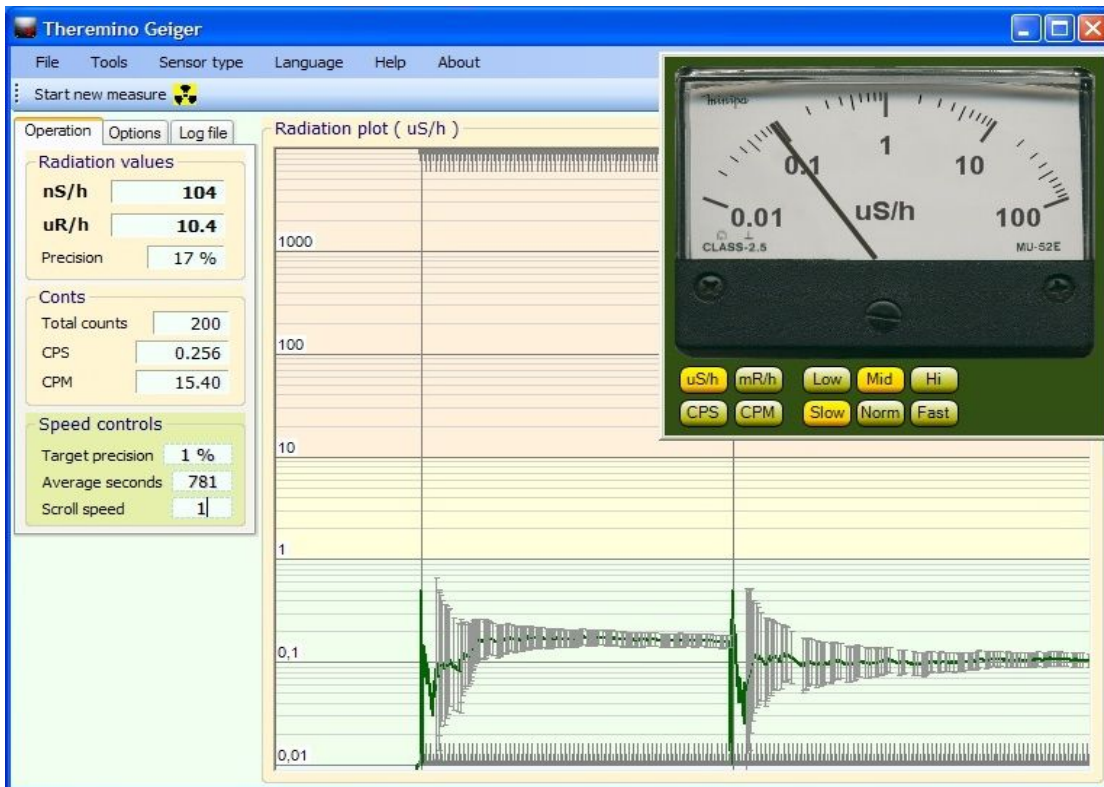 Theremino Geiger
File Tools Sensor type Language Help About
Start new measure
Operation Options Log file
Radiation values
nS/h 104
uR/h 10.4
Precision 17 %
Conts
Total counts 200
CPS 0.256
CPM 15.40
Speed controls
Target precision 1 %
Average seconds 781
Scroll speed 1
Radiation plot ( uS/h )
1000
100
10
1
0,1
0,01
minipa
0.01 0.1 1 10 100
uS/h
CLASS-2.5 MU-52E
uS/h mR/h Low Mid Hi
CPS CPM Slow Norm Fast